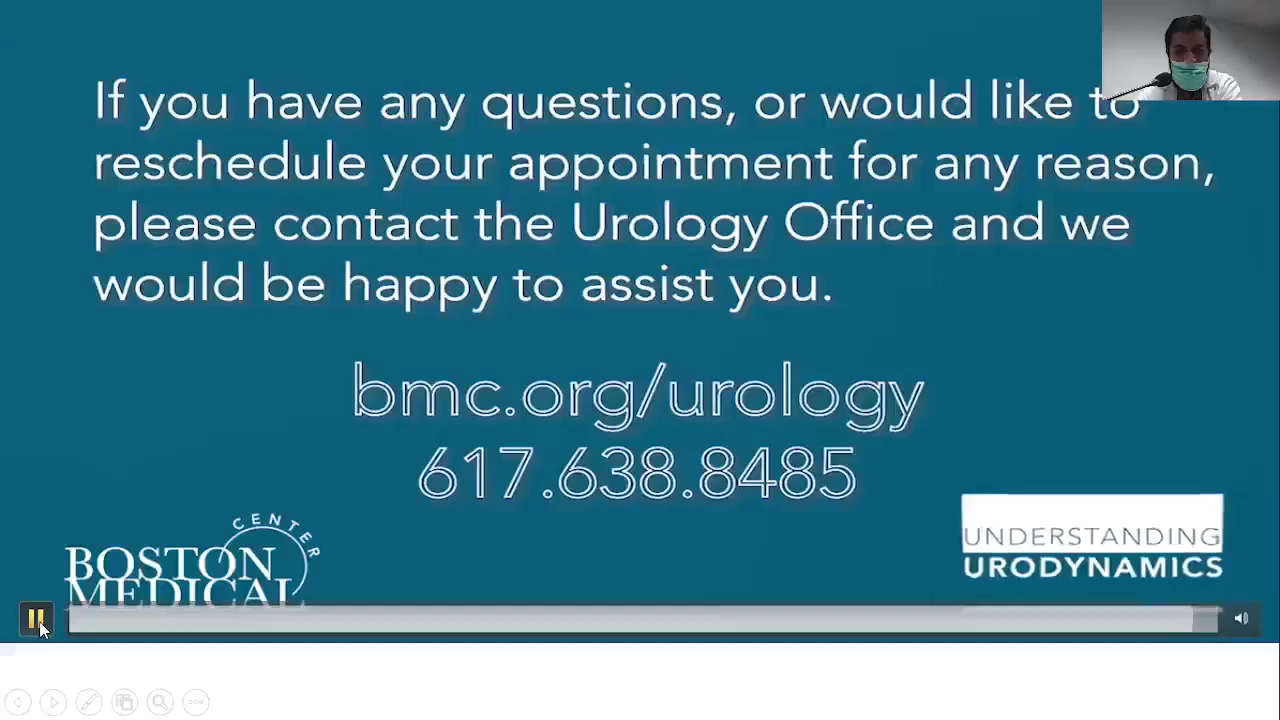 If you have any questions, or would like to
reschedule your appointment for any reason,
please contact the Urology Office and we
would be happy to assist you.
bmc.org/urology
617.638.8485
CENTER
BOSTON
MEDICAL
UNDERSTANDING
URODYNAMICS